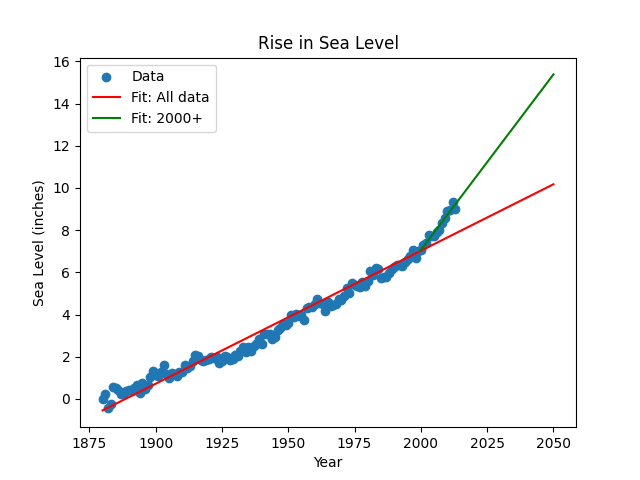 Rise in Sea Level
16
14
12
10
8
6
4
2
0
Sea Level (inches)
Data
Fit: All data
Fit: 2000+
1875 1900 1925 1950 1975 2000 2025 2050
Year